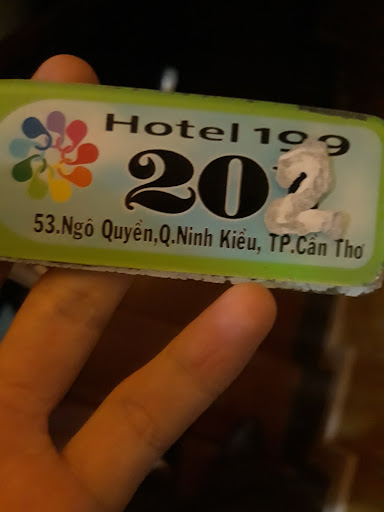 Hotel 199
202
53.Ngô Quyền,Q.Ninh Kiều, TP.Cần Thơ